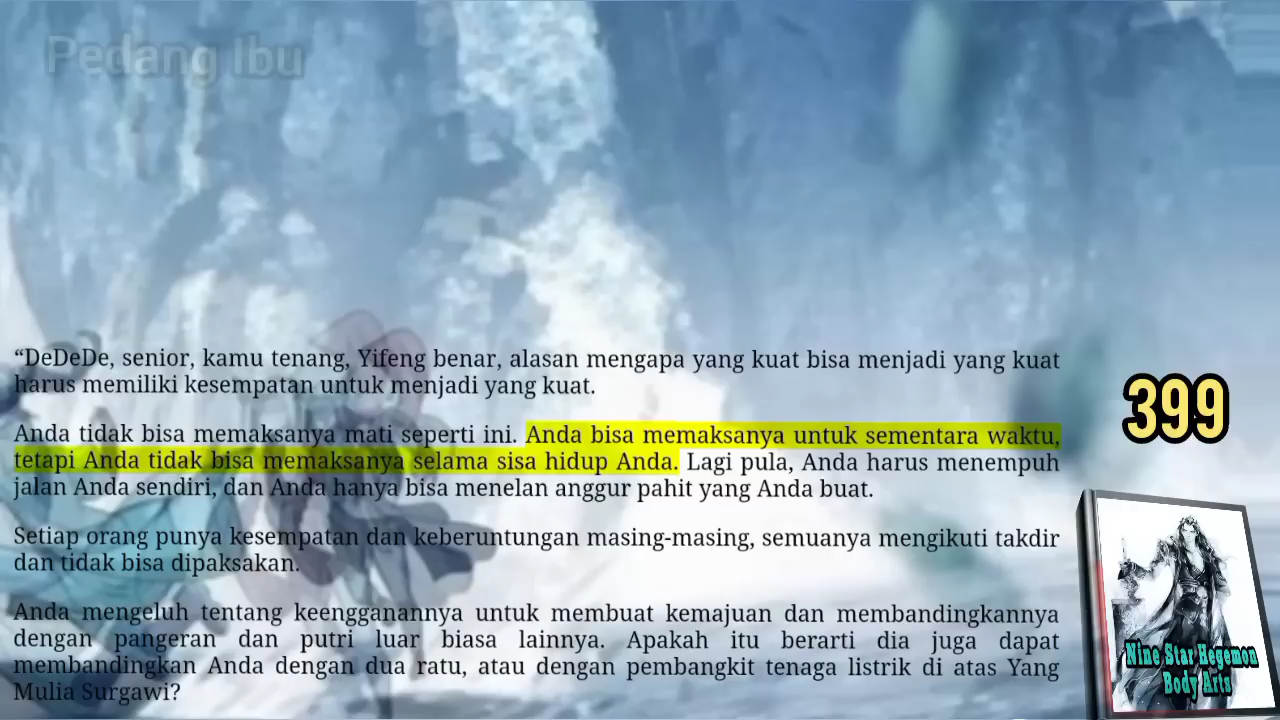 Pedang Ibu
“DeDeDe, senior, kamu tenang, Yifeng benar, alasan mengapa yang kuat bisa menjadi yang kuat
harus memiliki kesempatan untuk menjadi yang kuat.
Anda tidak bisa memaksanya mati seperti ini. Anda bisa memaksanya untuk sementara waktu,
tetapi Anda tidak bisa memaksanya selama sisa hidup Anda. Lagi pula, Anda harus menempuh
jalan Anda sendiri, dan Anda hanya bisa menelan anggur pahit yang Anda buat.
Setiap orang punya kesempatan dan keberuntungan masing-masing, semuanya mengikuti takdir
dan tidak bisa dipaksakan.
Anda mengeluh tentang keengganannya untuk membuat kemajuan dan membandingkannya
dengan pangeran dan putri luar biasa lainnya. Apakah itu berarti dia juga dapat
membandingkan Anda dengan dua ratu, atau dengan pembangkit tenaga listrik di atas Yang
Mulia Surgawi?
399
Nine Star Hegemon
Body Arts